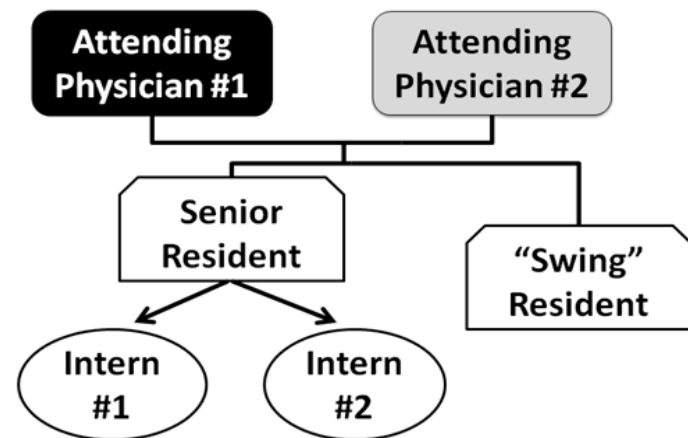 Attending
Physician #1
Attending
Physician #2
Senior
Resident
“Swing”
Resident
Intern
#1
Intern
#2